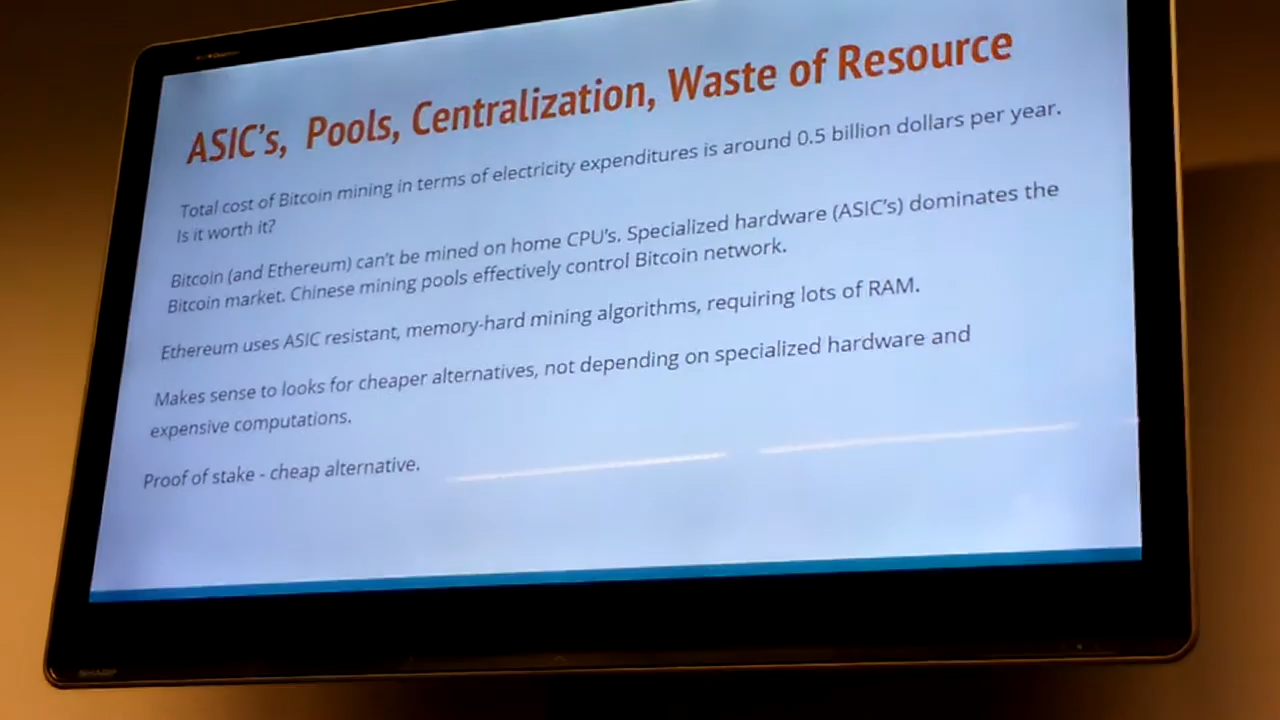 ASIC's, Pools, Centralization, Waste of Resource
Total cost of Bitcoin mining in terms of electricity expenditures is around 0.5 billion dollars per year.
Is it worth it?
Bitcoin (and Ethereum) can't be mined on home CPU's. Specialized hardware (ASIC's) dominates the
Bitcoin market. Chinese mining pools effectively control Bitcoin network.
Ethereum uses ASIC resistant, memory-hard mining algorithms, requiring lots of RAM.
Makes sense to looks for cheaper alternatives, not depending on specialized hardware and
expensive computations.
Proof of stake - cheap alternative.
SHARP